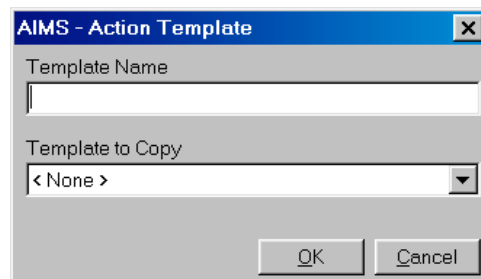 AIMS - Action Template
Template Name
Template to Copy
< None >
OK Cancel